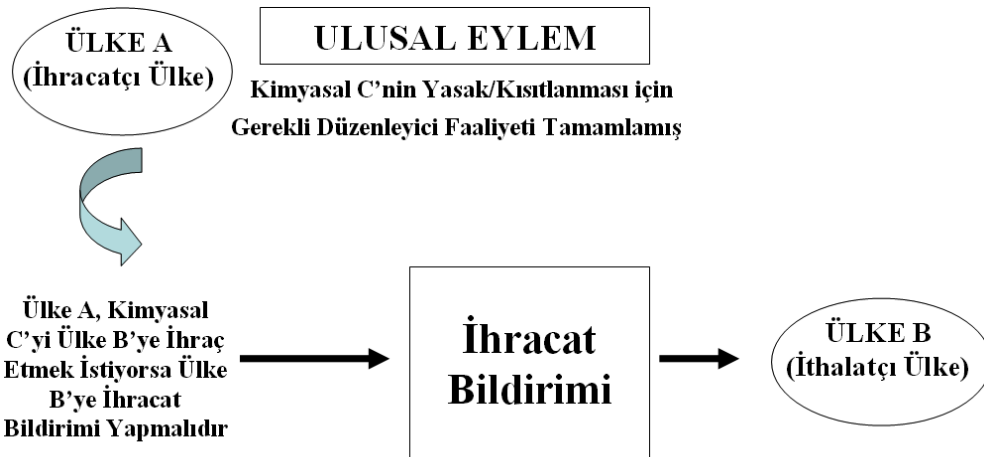 ÜLKE A
(İhracatçı Ülke)
ULUSAL EYLEM
Kimyasal C’nin Yasak/Kısıtlanması için
Gerekli Düzenleyici Faaliyeti Tamamlamış
Ülke A, Kimyasal
C’yi Ülke B’ye İhraç
Etmek İstiyorsa Ülke
B’ye İhracat
Bildirimi Yapmalıdır
İhracat
Bildirimi
ÜLKE B
(İthalatçı Ülke)